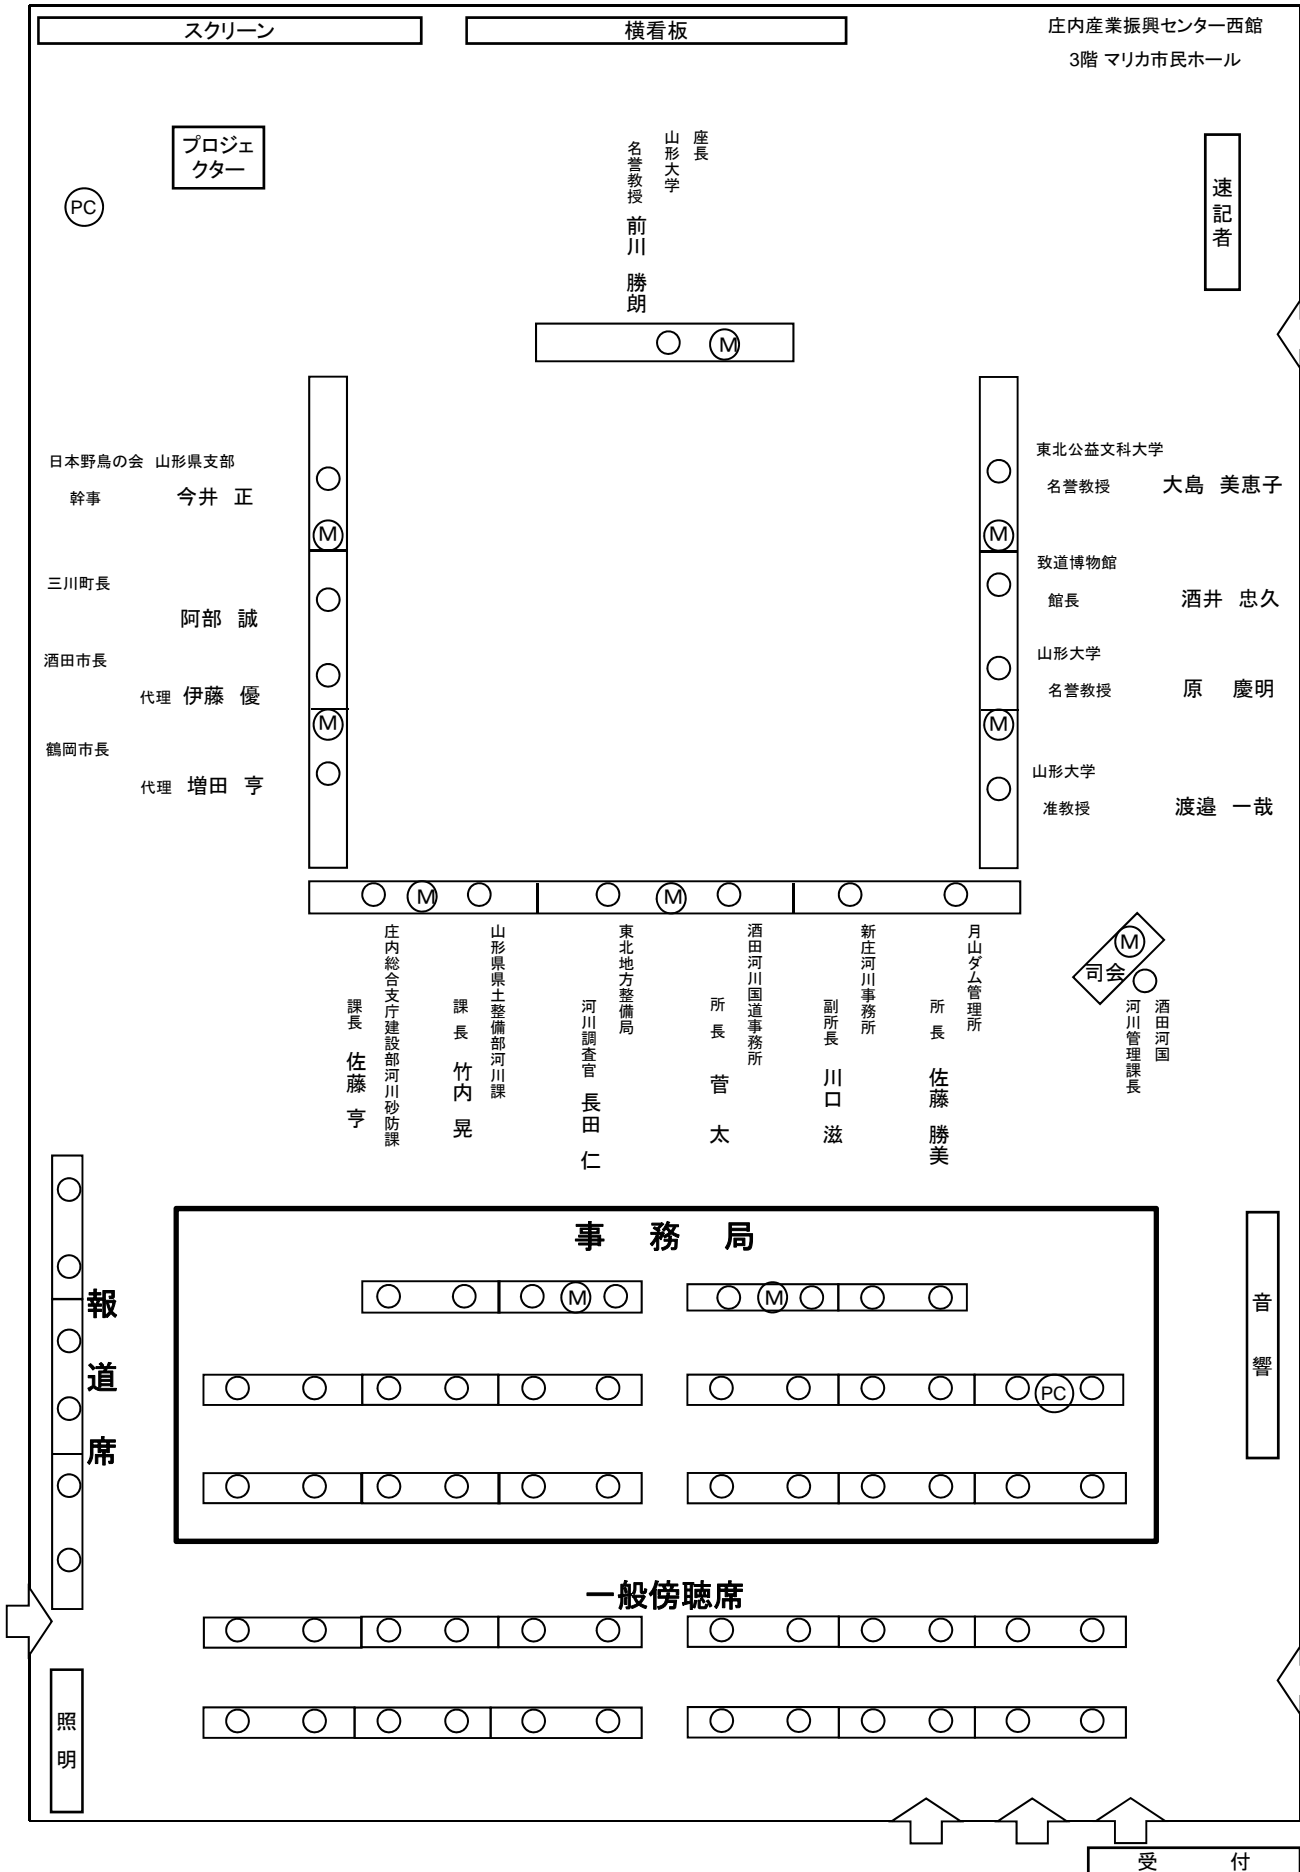 スクリーン
横看板
庄内産業振興センター西館
3階 マリカ市民ホール
プロジェ
クター
PC
座長
山形大学
名誉教授 前川 勝朗
速記者
M
日本野鳥の会 山形県支部
幹事 今井 正
M
三川町長
阿部 誠
酒田市長
代理 伊藤 優
M
鶴岡市長
代理 増田 亨
東北公益文科大学
名誉教授 大島 美恵子
M
致道博物館
館長 酒井 忠久
山形大学
名誉教授 原 慶明
M
山形大学
准教授 渡邉 一哉
M
M
庄内総合支庁建設部河川砂防課
課長 佐藤 亨
山形県県土整備部河川課
課長 竹内 晃
東北地方整備局
河川調査官 長田 仁
酒田河川国道事務所
所長 菅 太
新庄河川事務所
副所長 川口 滋
月山ダム管理所
所長 佐藤 勝美
M
司会
酒田河国
河川管理課長
事務局
M
M
PC
報道席
音響
一般傍聴席
照明
受付